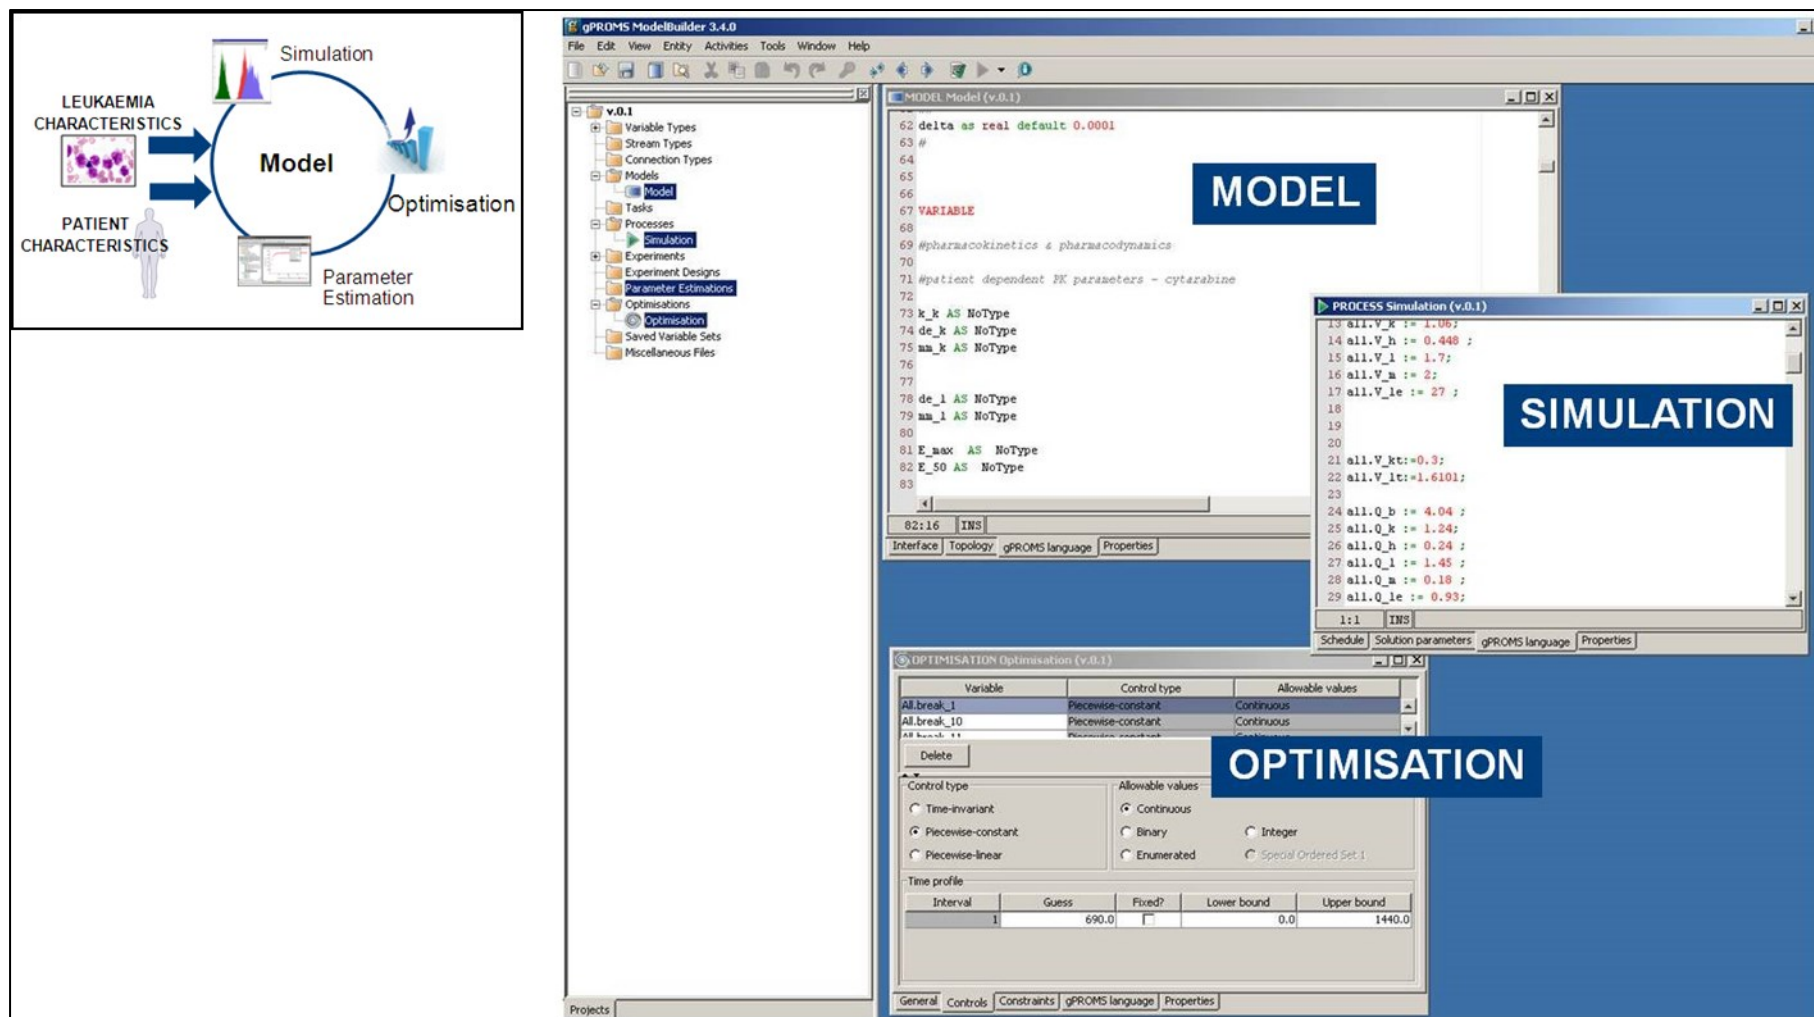 Simulation
LEUKAEMIA
CHARACTERISTICS
Model
Optimisation
PATIENT
CHARACTERISTICS
Parameter
Estimation
gPROMS ModelBuilder 3.4.0
File Edit View Entity Activities Tools Window Help
v.0.1
Variable Types
Stream Types
Connection Types
Models
Model
Tasks
Processes
Simulation
Experiments
Experiment Designs
Parameter Estimations
Optimisations
Optimisation
Saved Variable Sets
Miscellaneous Files
Projects
MODEL Model (v.0.1)
62 delta as real default 0.0001
63 #
64
65
66
67 VARIABLE
68
69 #pharmacokinetics & pharmacodynamics
70
71 #patient dependent PK parameters - cytarabine
72
73 k_k AS NoType
74 de_k AS NoType
75 mm_k AS NoType
76
77
78 de_l AS NoType
79 mm_l AS NoType
80
81 E_max AS NoType
82 E_50 AS NoType
83
82:16 INS
Interface Topology gPROMS language Properties
MODEL
PROCESS Simulation (v.0.1)
13 all.V_k := 1.06;
14 all.V_h := 0.448 ;
15 all.V_l := 1.7;
16 all.V_m := 2;
17 all.V_le := 27 ;
18
19
20
21 all.V_kt:=0.3;
22 all.V_lt:=1.6101;
23
24 all.Q_b := 4.04 ;
25 all.Q_k := 1.24;
26 all.Q_h := 0.24 ;
27 all.Q_l := 1.45 ;
28 all.Q_m := 0.18 ;
29 all.Q_le := 0.93;
1:1 INS
Schedule Solution parameters gPROMS language Properties
SIMULATION
OPTIMISATION Optimisation (v.0.1)
Variable Control type Allowable values
All.break_1 Piecewise-constant Continuous
All.break_10 Piecewise-constant Continuous
All.break_11 Piecewise-constant Continuous
Delete
OPTIMISATION
Control type Allowable values
Time-invariant Continuous
Piecewise-constant Binary Integer
Piecewise-linear Enumerated Special Ordered Set 1
Time profile
Interval Guess Fixed? Lower bound Upper bound
1 690.0 0.0 1440.0
General Controls Constraints gPROMS language Properties